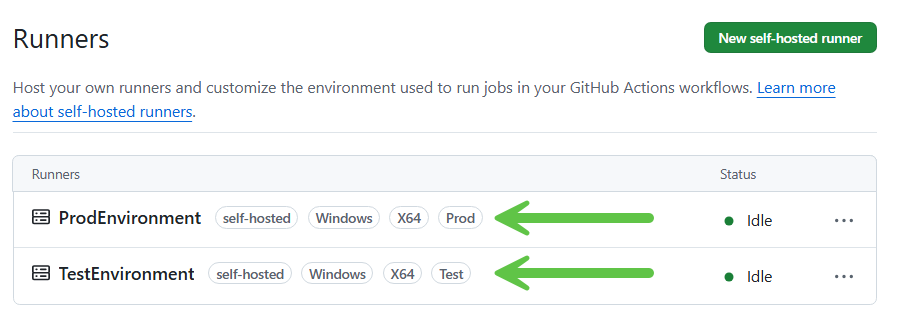 Runners
New self-hosted runner
Host your own runners and customize the environment used to run jobs in your GitHub Actions workflows. Learn more
about self-hosted runners.
Runners Status
ProdEnvironment self-hosted Windows X64 Prod Idle ...
TestEnvironment self-hosted Windows X64 Test Idle ...